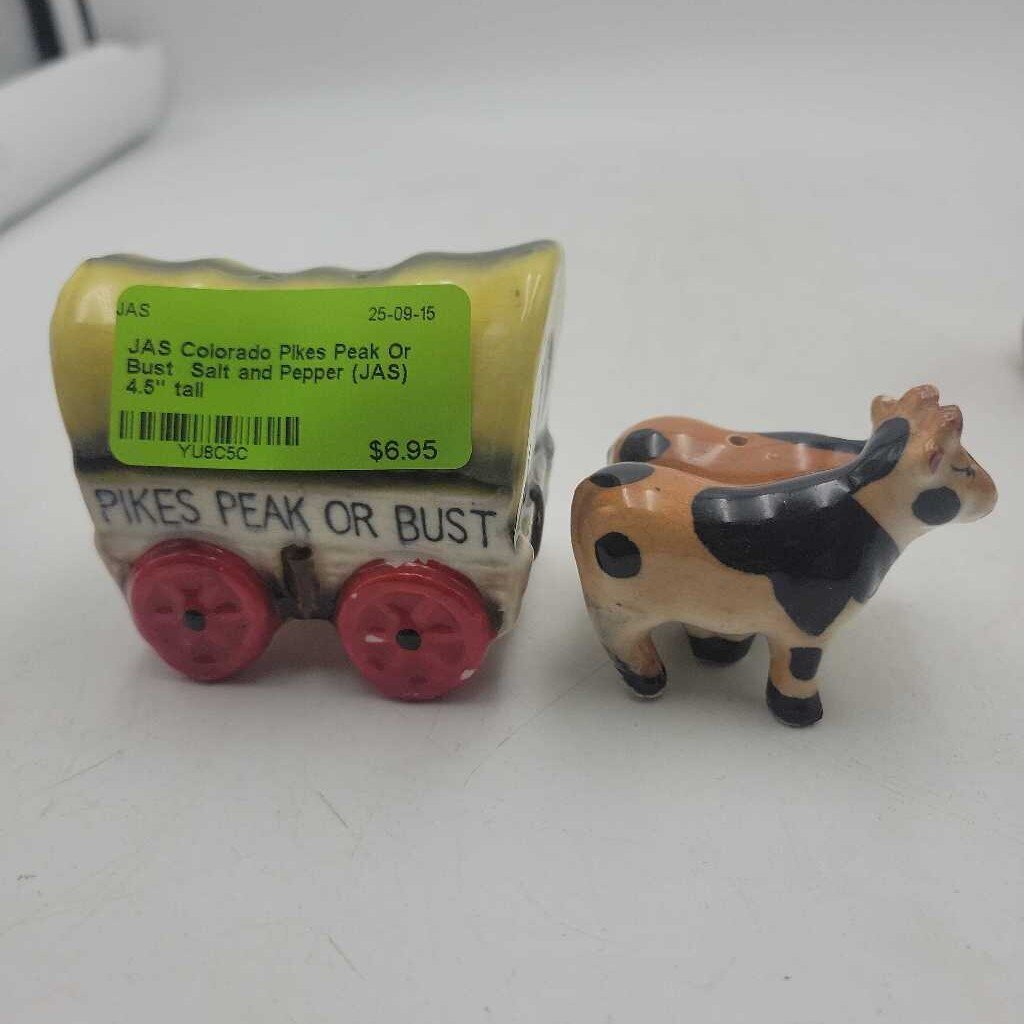 JAS 25-09-15
JAS Colorado Pikes Peak Or
Bust Salt and Pepper (JAS)
4.5" tall
YU8C5C $6.95
PIKES PEAK OR BUST